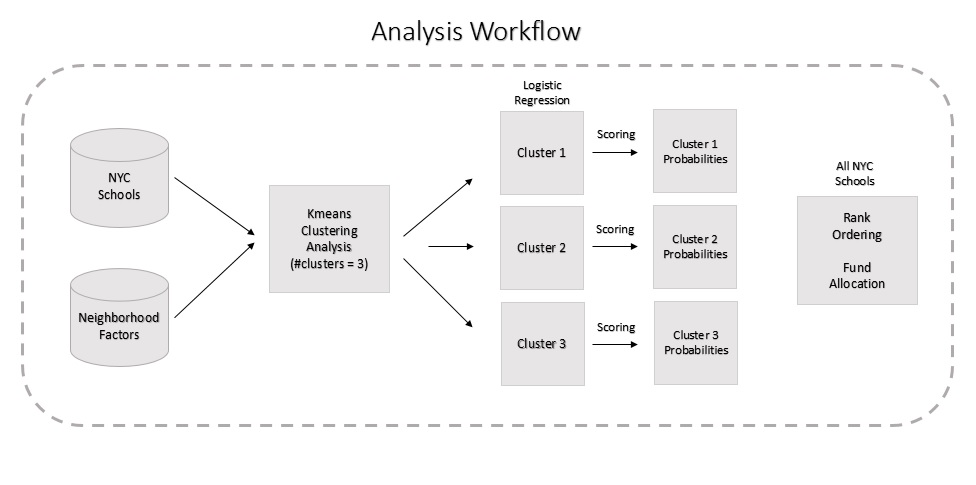 Analysis Workflow
NYC
Schools
Neighborhood
Factors
Kmeans
Clustering
Analysis
(#clusters = 3)
Logistic
Regression
Cluster 1
Scoring
Cluster 1
Probabilities
Cluster 2
Scoring
Cluster 2
Probabilities
Cluster 3
Scoring
Cluster 3
Probabilities
All NYC
Schools
Rank
Ordering
Fund
Allocation